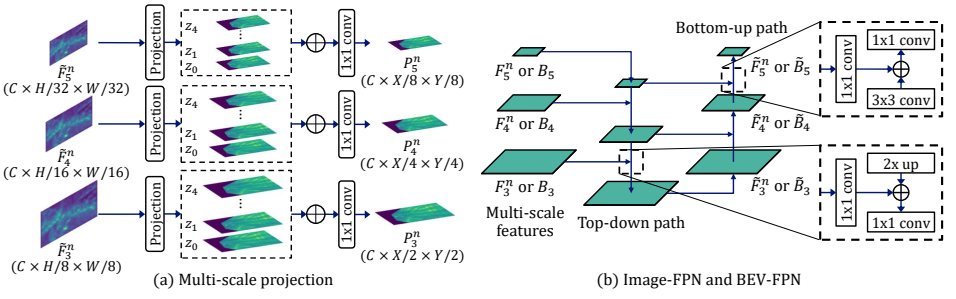 F̃₅ⁿ
(C × H/32 × W/32)
Projection
z₄
⋮
z₁
z₀
1x1 conv
P₅ⁿ
(C × X/8 × Y/8)
F̃₄ⁿ
(C × H/16 × W/16)
Projection
z₄
⋮
z₁
z₀
1x1 conv
P₄ⁿ
(C × X/4 × Y/4)
F̃₃ⁿ
(C × H/8 × W/8)
Projection
z₄
⋮
z₁
z₀
1x1 conv
P₃ⁿ
(C × X/2 × Y/2)
(a) Multi-scale projection
F₅ⁿ or B₅
F₄ⁿ or B₄
F₃ⁿ or B₃
Multi-scale
features
Top-down path
Bottom-up path
F̃₅ⁿ or B̃₅
F̃₄ⁿ or B̃₄
F̃₃ⁿ or B̃₃
1x1 conv
1x1 conv
3x3 conv
1x1 conv
2x up
1x1 conv
(b) Image-FPN and BEV-FPN